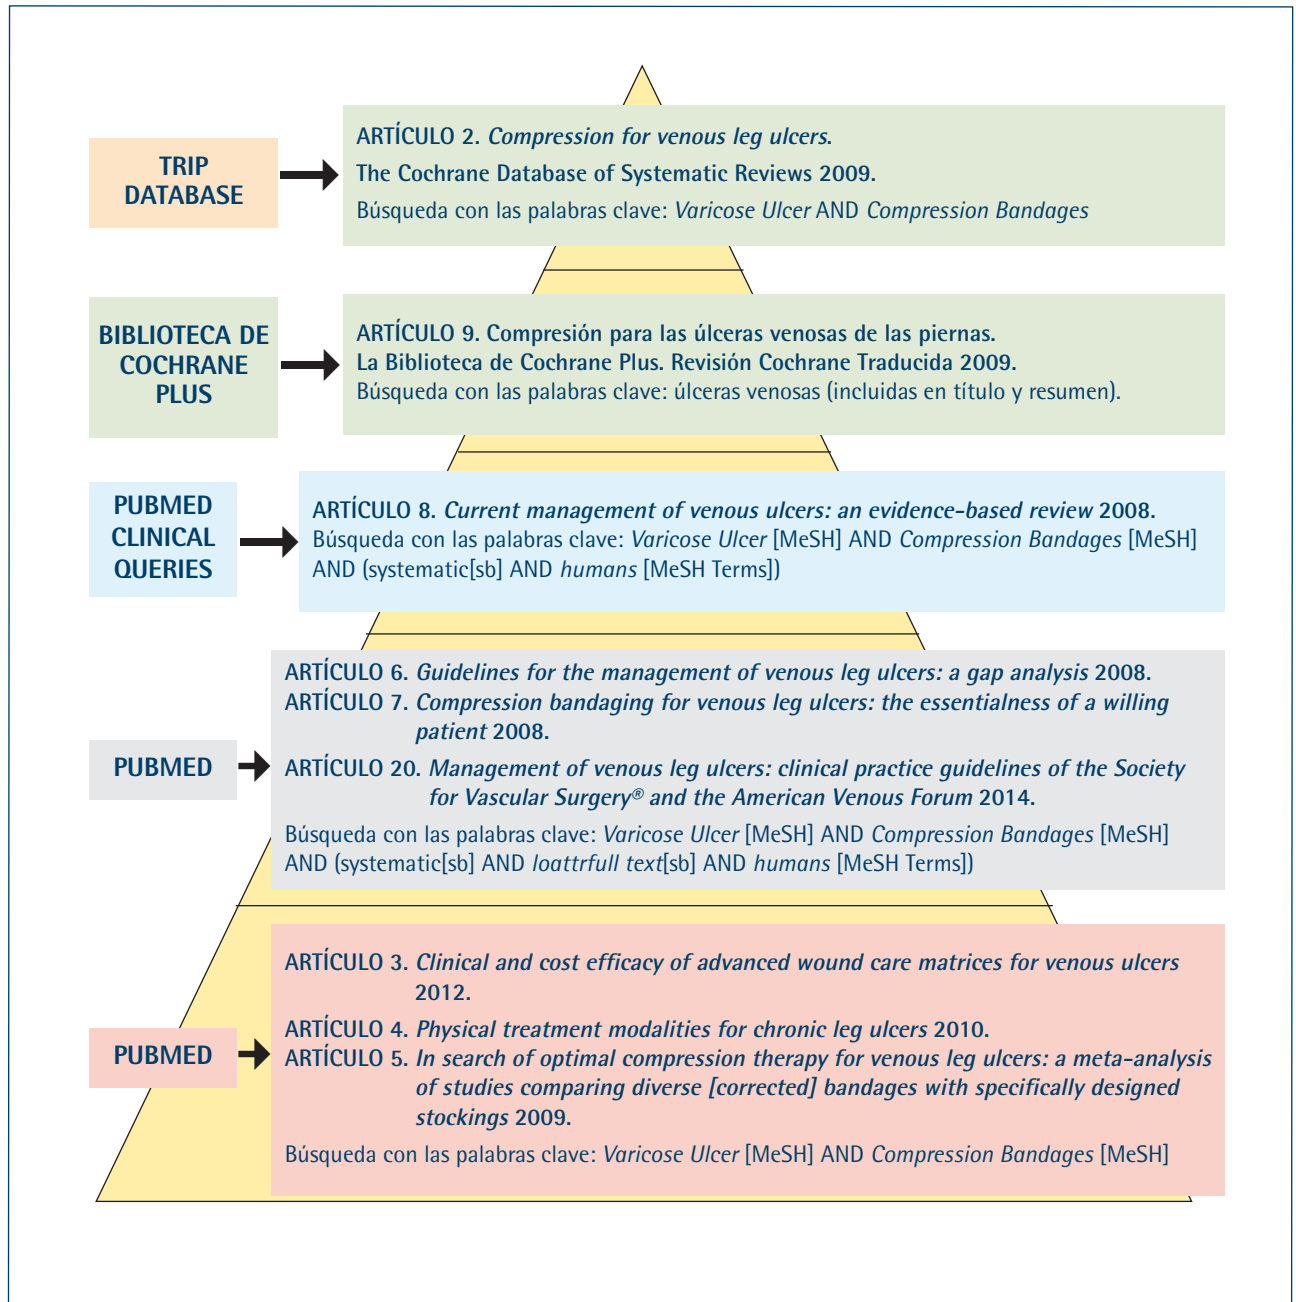 TRIP
DATABASE
ARTÍCULO 2. Compression for venous leg ulcers.
The Cochrane Database of Systematic Reviews 2009.
Búsqueda con las palabras clave: Varicose Ulcer AND Compression Bandages
BIBLIOTECA DE
COCHRANE
PLUS
ARTÍCULO 9. Compresión para las úlceras venosas de las piernas.
La Biblioteca de Cochrane Plus. Revisión Cochrane Traducida 2009.
Búsqueda con las palabras clave: úlceras venosas (incluidas en título y resumen).
PUBMED
CLINICAL
QUERIES
ARTÍCULO 8. Current management of venous ulcers: an evidence-based review 2008.
Búsqueda con las palabras clave: Varicose Ulcer [MeSH] AND Compression Bandages [MeSH]
AND (systematic[sb] AND humans [MeSH Terms])
PUBMED
ARTÍCULO 6. Guidelines for the management of venous leg ulcers: a gap analysis 2008.
ARTÍCULO 7. Compression bandaging for venous leg ulcers: the essentialness of a willing
patient 2008.
ARTÍCULO 20. Management of venous leg ulcers: clinical practice guidelines of the Society
for Vascular Surgery® and the American Venous Forum 2014.
Búsqueda con las palabras clave: Varicose Ulcer [MeSH] AND Compression Bandages [MeSH]
AND (systematic[sb] AND loattrfull text[sb] AND humans [MeSH Terms])
PUBMED
ARTÍCULO 3. Clinical and cost efficacy of advanced wound care matrices for venous ulcers
2012.
ARTÍCULO 4. Physical treatment modalities for chronic leg ulcers 2010.
ARTÍCULO 5. In search of optimal compression therapy for venous leg ulcers: a meta-analysis
of studies comparing diverse [corrected] bandages with specifically designed
stockings 2009.
Búsqueda con las palabras clave: Varicose Ulcer [MeSH] AND Compression Bandages [MeSH]